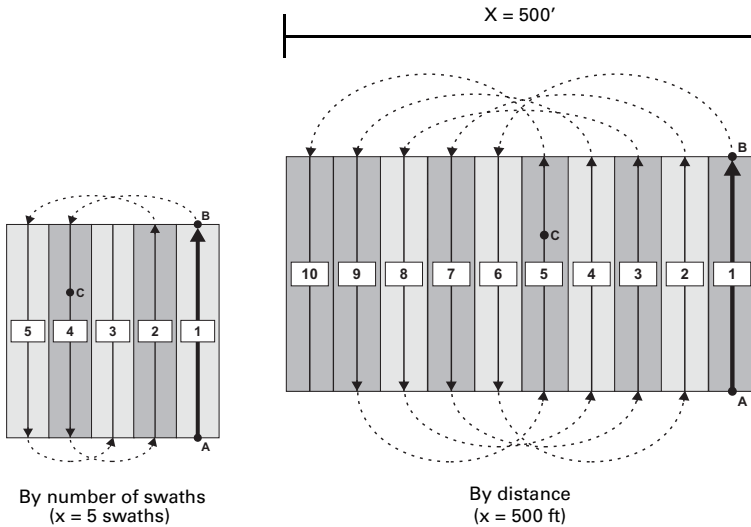 X = 500′
B
C
10 9 8 7 6 5 4 3 2 1
A
B
C
5 4 3 2 1
A
By number of swaths
(x = 5 swaths)
By distance
(x = 500 ft)